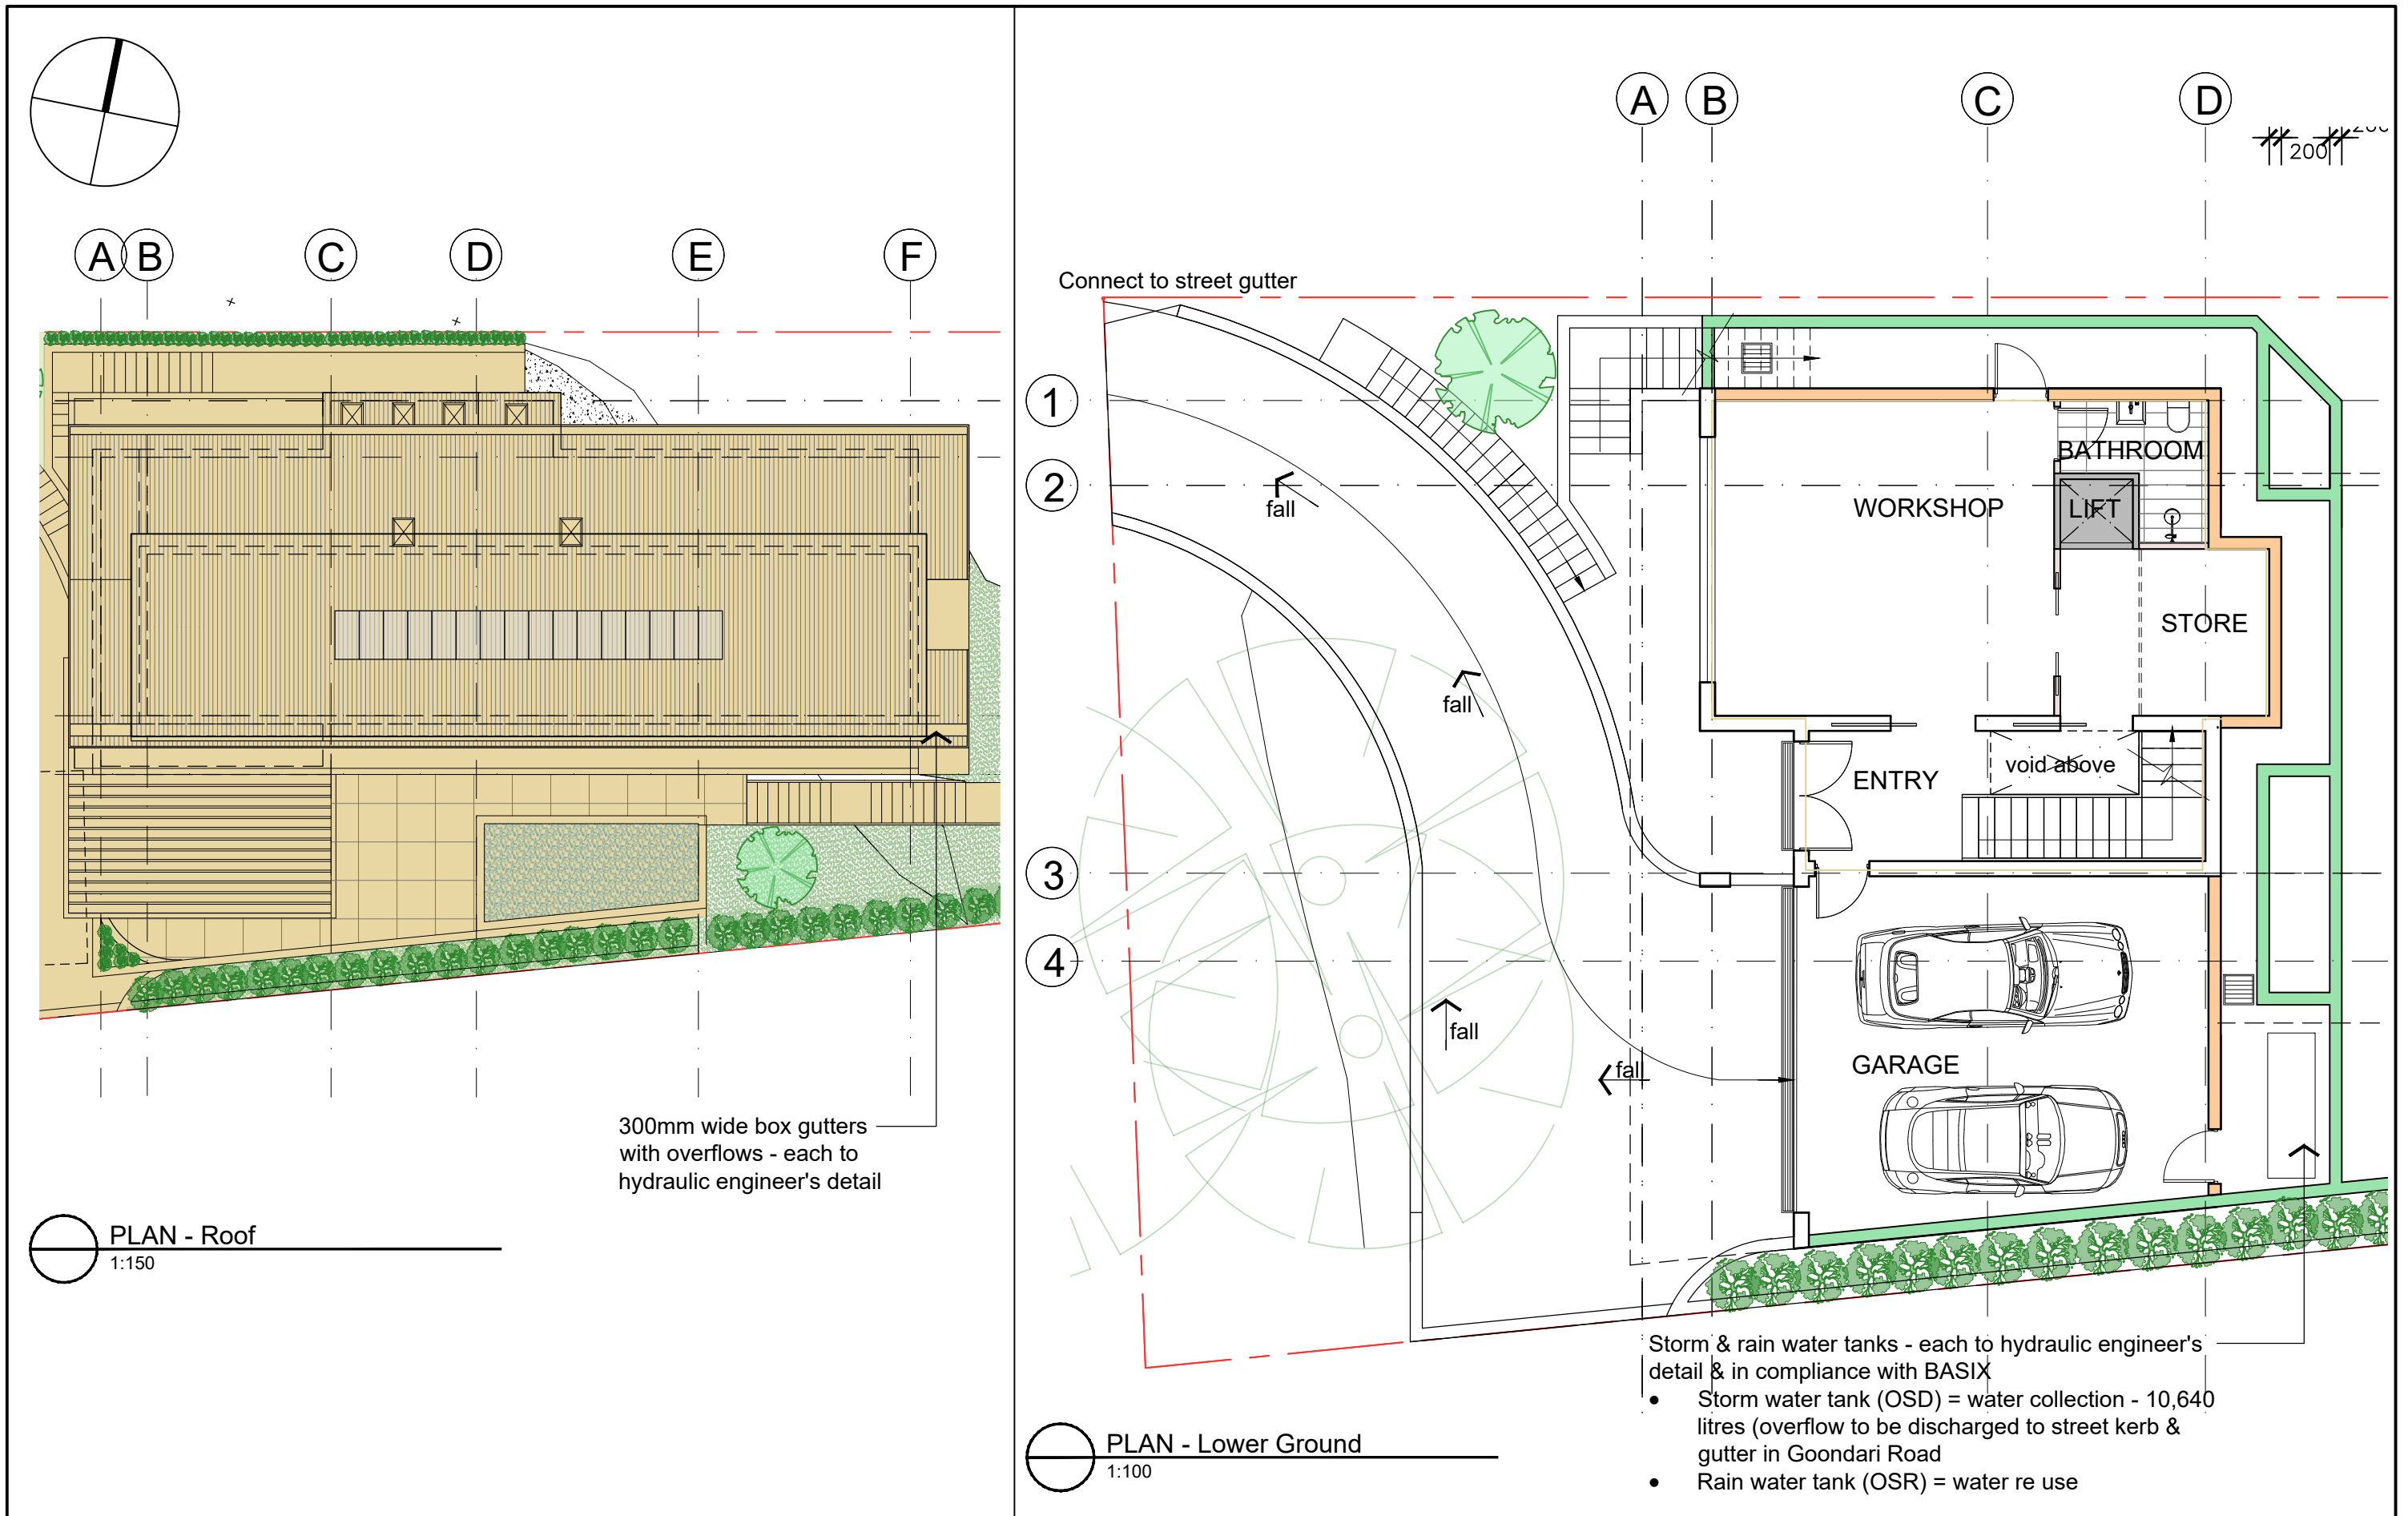 A B C D E F
300mm wide box gutters
with overflows - each to
hydraulic engineer's detail
PLAN - Roof
1:150
A B C D
200
Connect to street gutter
1
2
3
4
fall
fall
fall
fall
BATHROOM
WORKSHOP
LIFT
STORE
void above
ENTRY
GARAGE
Storm & rain water tanks - each to hydraulic engineer's
detail & in compliance with BASIX
• Storm water tank (OSD) = water collection - 10,640
litres (overflow to be discharged to street kerb &
gutter in Goondari Road
• Rain water tank (OSR) = water re use
PLAN - Lower Ground
1:100